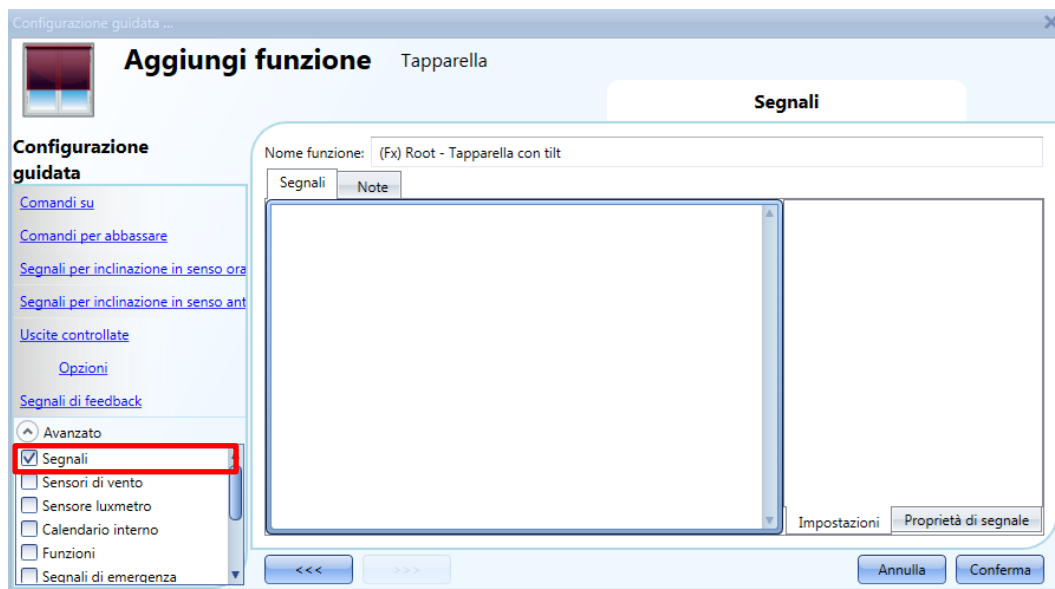 Configurazione guidata ...
Aggiungi funzione Tapparella
Segnali
Configurazione
guidata
Comandi su
Comandi per abbassare
Segnali per inclinazione in senso ora
Segnali per inclinazione in senso ant
Uscite controllate
Opzioni
Segnali di feedback
Avanzato
Segnali
Sensori di vento
Sensore luxmetro
Calendario interno
Funzioni
Segnali di emergenza
Nome funzione: (Fx) Root - Tapparella con tilt
Segnali Note
Impostazioni Proprietà di segnale
<<< >>> Annulla Conferma